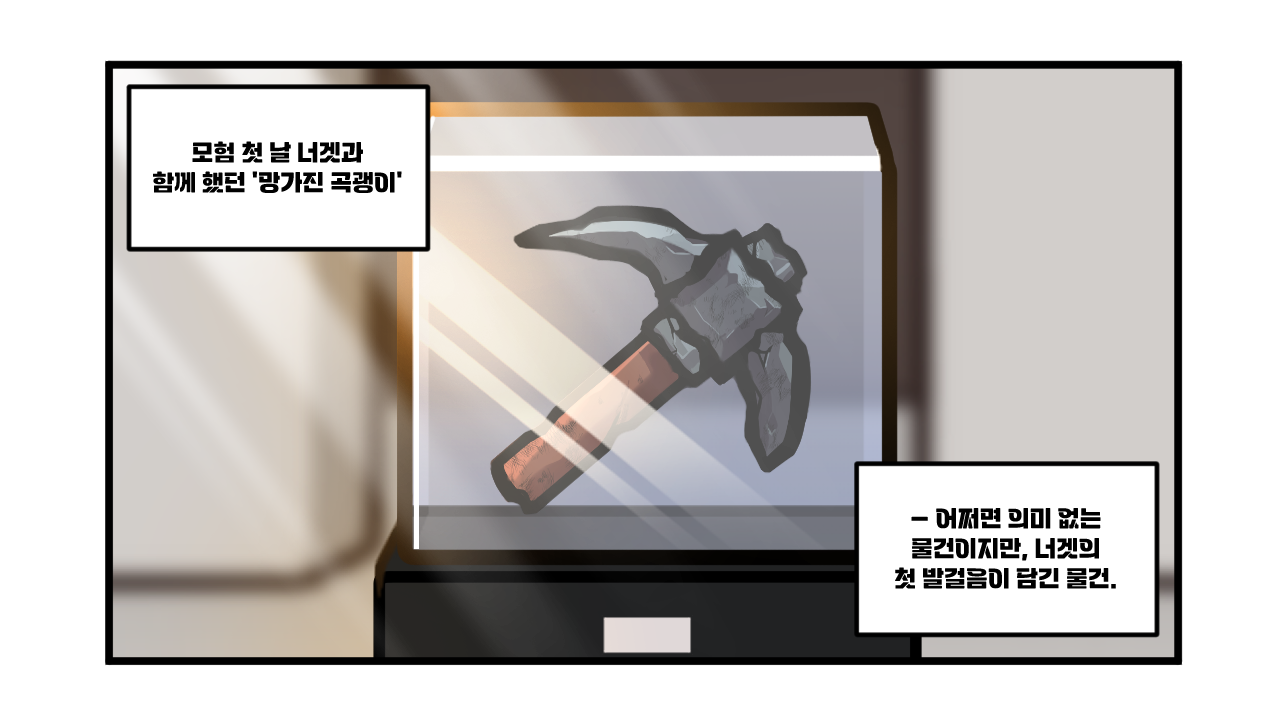 모험 첫 날 너겟과
함께 했던 '망가진 곡괭이'
- 어쩌면 의미 없는
물건이지만, 너겟의
첫 발걸음이 담긴 물건.